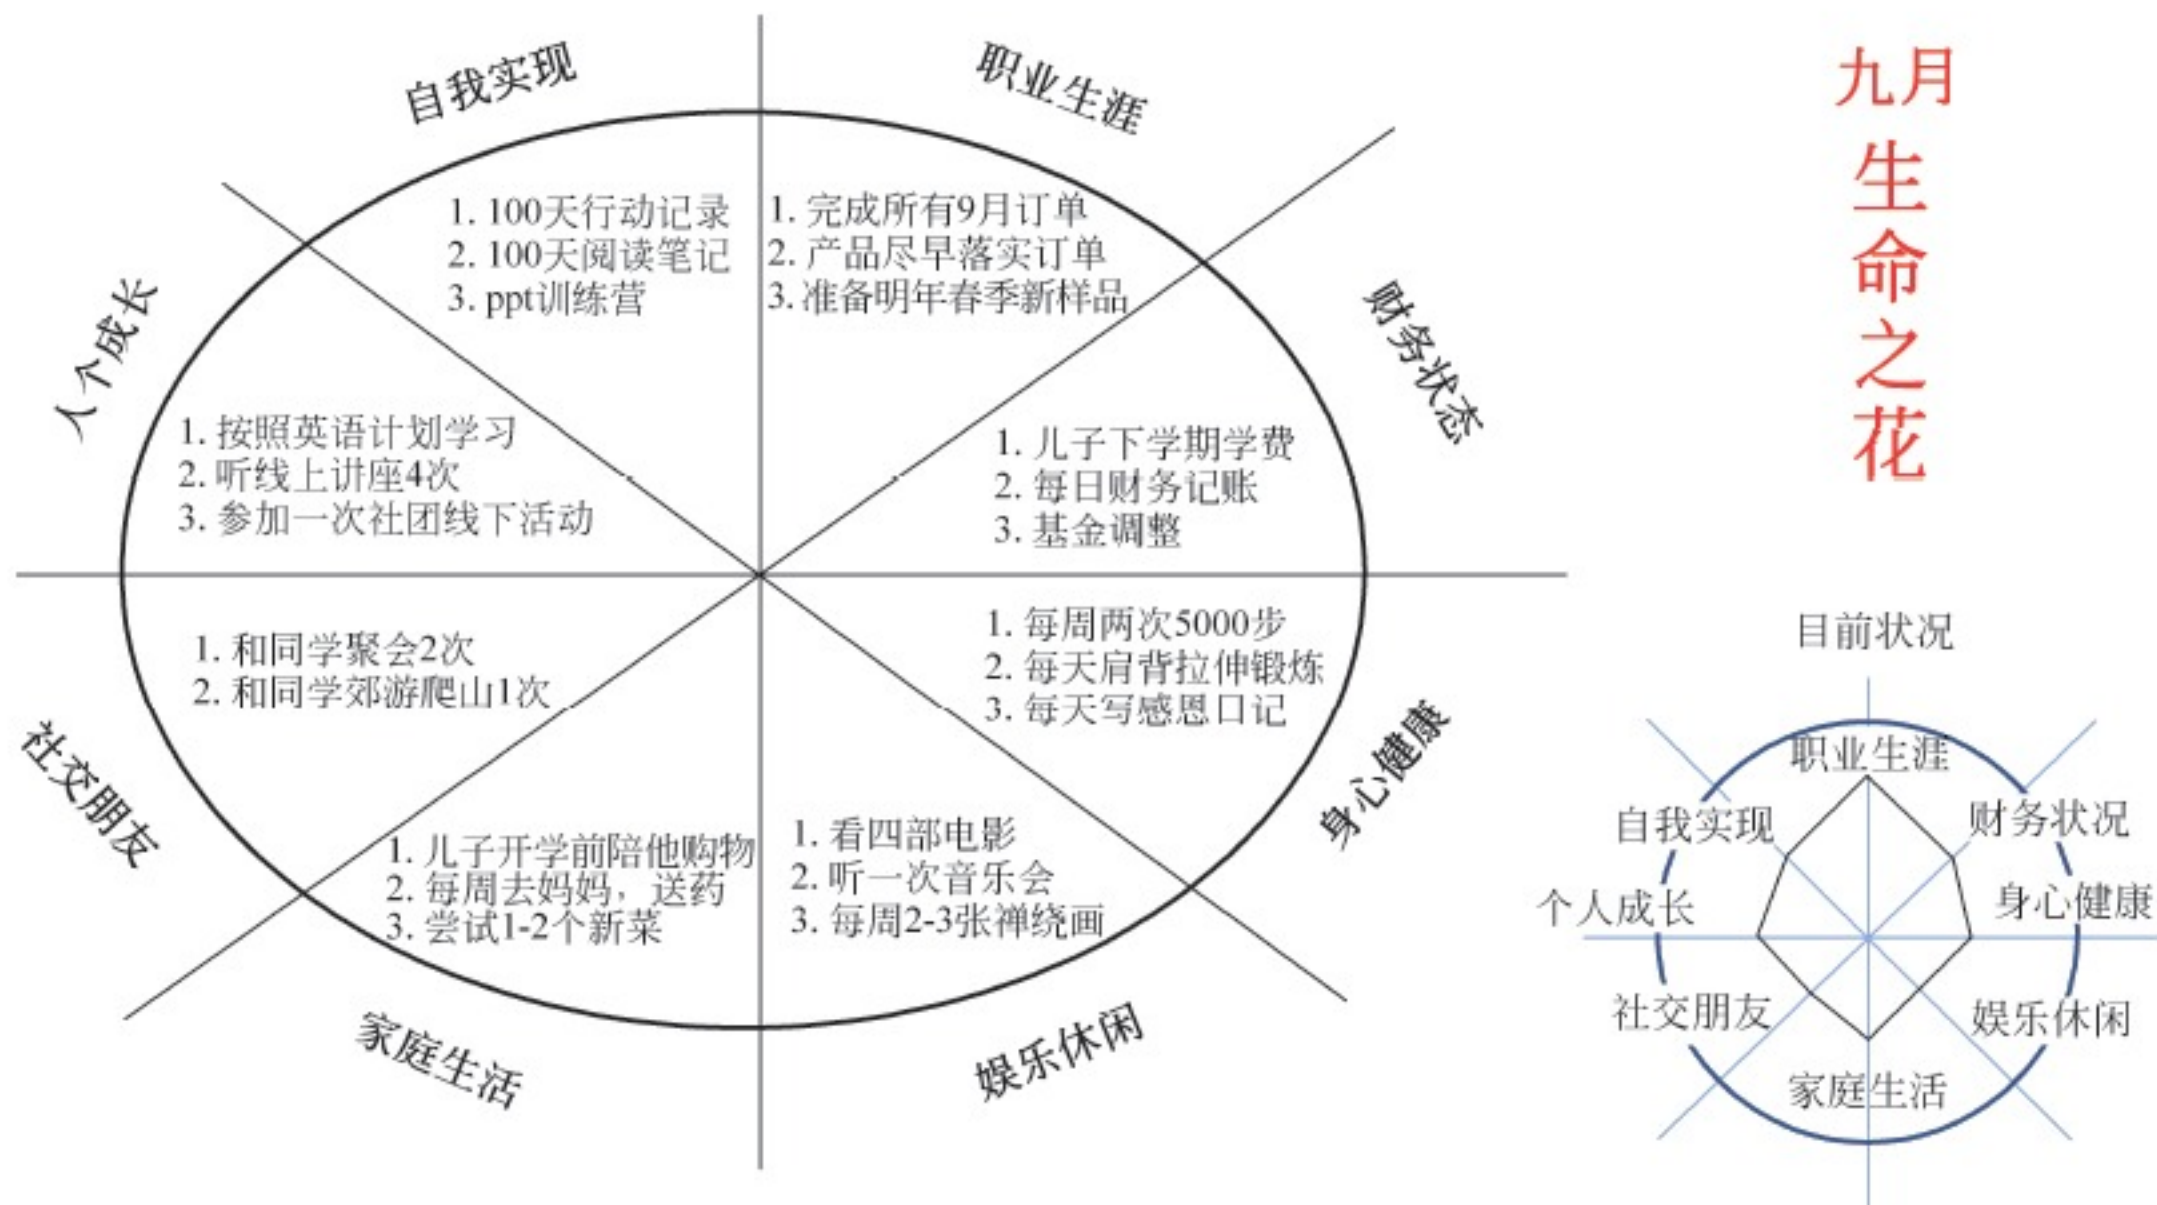 九月
生
命
之
花
自我实现
1. 100天行动记录
2. 100天阅读笔记
3. ppt训练营
职业生涯
1. 完成所有9月订单
2. 产品尽早落实订单
3. 准备明年春季新样品
财务状态
1. 儿子下学期学费
2. 每日财务记账
3. 基金调整
身心健康
1. 每周两次5000步
2. 每天肩背拉伸锻炼
3. 每天写感恩口记
娱乐休闲
1. 看四部电影
2. 听一次音乐会
3. 每周2-3张禅绕画
家庭生活
1. 儿子开学前陪他购物
2. 每周去妈妈，送药
3. 尝试1-2个新菜
社交朋友
1. 和同学聚会2次
2. 和同学郊游爬山1次
人个成长
1. 按照英语计划学习
2. 听线上讲座4次
3. 参加一次社团线下活动
目前状况
职业生涯
自我实现
财务状况
个人成长
身心健康
社交朋友
娱乐休闲
家庭生活